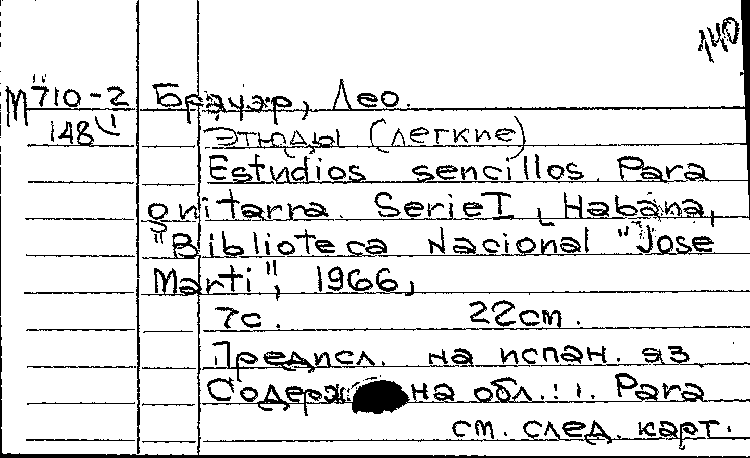 140
М 710-2 Брауэр, Лео.
148 Этюды (легкие)
Estudios sencillos. Para
guitarra. Serie I, Habana,
"Biblioteca Nacional "Jose
Marti", 1966,
7с. 22cm.
Предисл. на испан. яз
Содерж на обл.: 1. Para
см. след. карт.